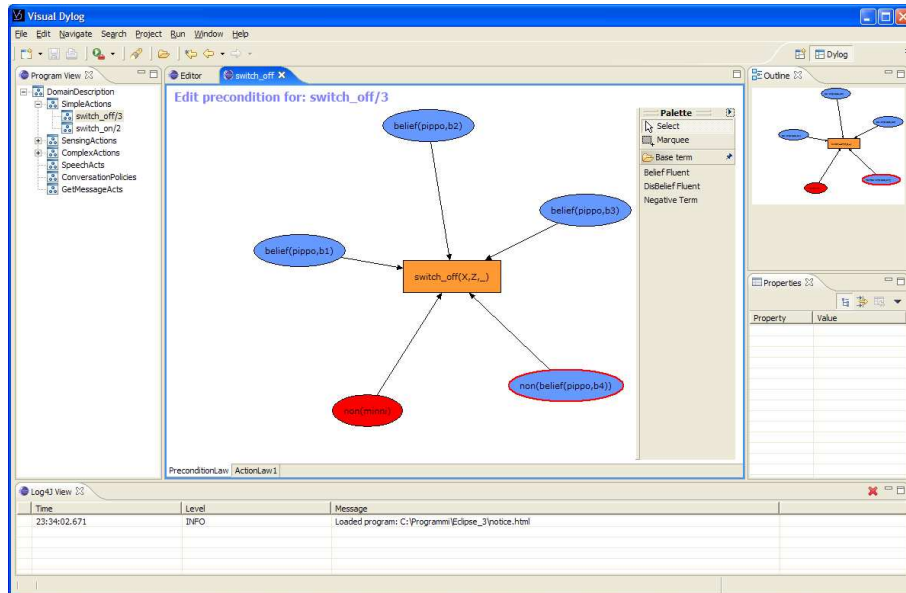 Visual Dylog
File Edit Navigate Search Project Run Window Help
Dylog
Program View
Editor
switch_off
Outline
DomainDescription
SimpleActions
switch_off/3
switch_on/2
SensingActions
ComplexActions
SpeechActs
ConversationPolicies
GetMessageActs
Edit precondition for: switch_off/3
belief(pippo,b2)
belief(pippo,b3)
belief(pippo,b1)
switch_off(X,Z,_)
non(belief(pippo,b4))
non(minni)
Palette
Select
Marquee
Base term
Belief Fluent
DisBelief Fluent
Negative Term
Properties
Property Value
PreconditionLaw ActionLaw1
Log4J View
Time Level Message
23:34:02.671 INFO Loaded program: C:\Programmi\Eclipse_3\notice.html